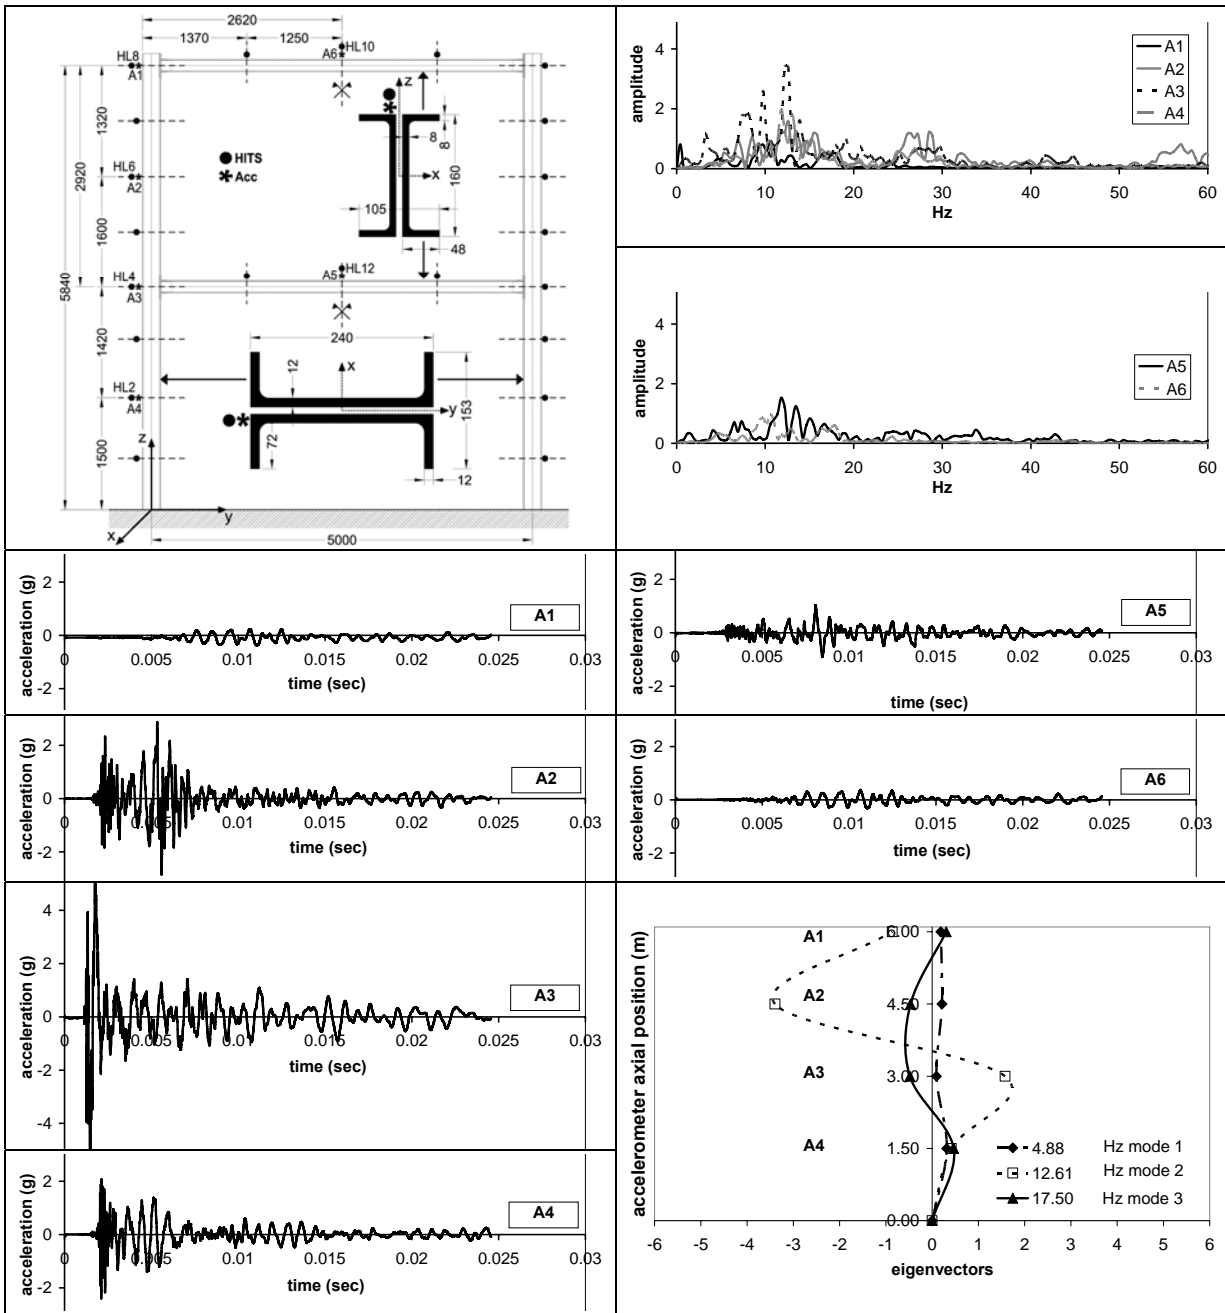 2620
1370
1250
HL8
A1
HL10
A6
z
1320
8
8
HITS
Acc
HL6
A2
x
160
2920
105
1600
48
HL4
A3
A5
HL12
5840
240
12
x
1420
HL2
A4
y
153
72
z
1500
12
y
x
5000
amplitude
4
2
0
A1
A2
A3
A4
0
10
20
30
40
50
60
Hz
amplitude
4
2
0
A5
A6
0
10
20
30
40
50
60
Hz
acceleration (g)
2
0
-2
A1
0
0.005
0.01
0.015
0.02
0.025
0.03
time (sec)
acceleration (g)
2
0
-2
A5
0
0.005
0.01
0.015
0.02
0.025
0.03
time (sec)
acceleration (g)
2
0
-2
A2
0
0.005
0.01
0.015
0.02
0.025
0.03
time (sec)
acceleration (g)
2
0
-2
A6
0
0.005
0.01
0.015
0.02
0.025
0.03
time (sec)
acceleration (g)
4
2
0
-2
-4
A3
0
0.005
0.01
0.015
0.02
0.025
0.03
time (sec)
acceleration (g)
2
0
-2
A4
0
0.005
0.01
0.015
0.02
0.025
0.03
time (sec)
accelerometer axial position (m)
A1
6.00
A2
4.50
A3
3.00
A4
1.50
0.00
4.88 Hz mode 1
12.61 Hz mode 2
17.50 Hz mode 3
-6
-5
-4
-3
-2
-1
0
1
2
3
4
5
6
eigenvectors